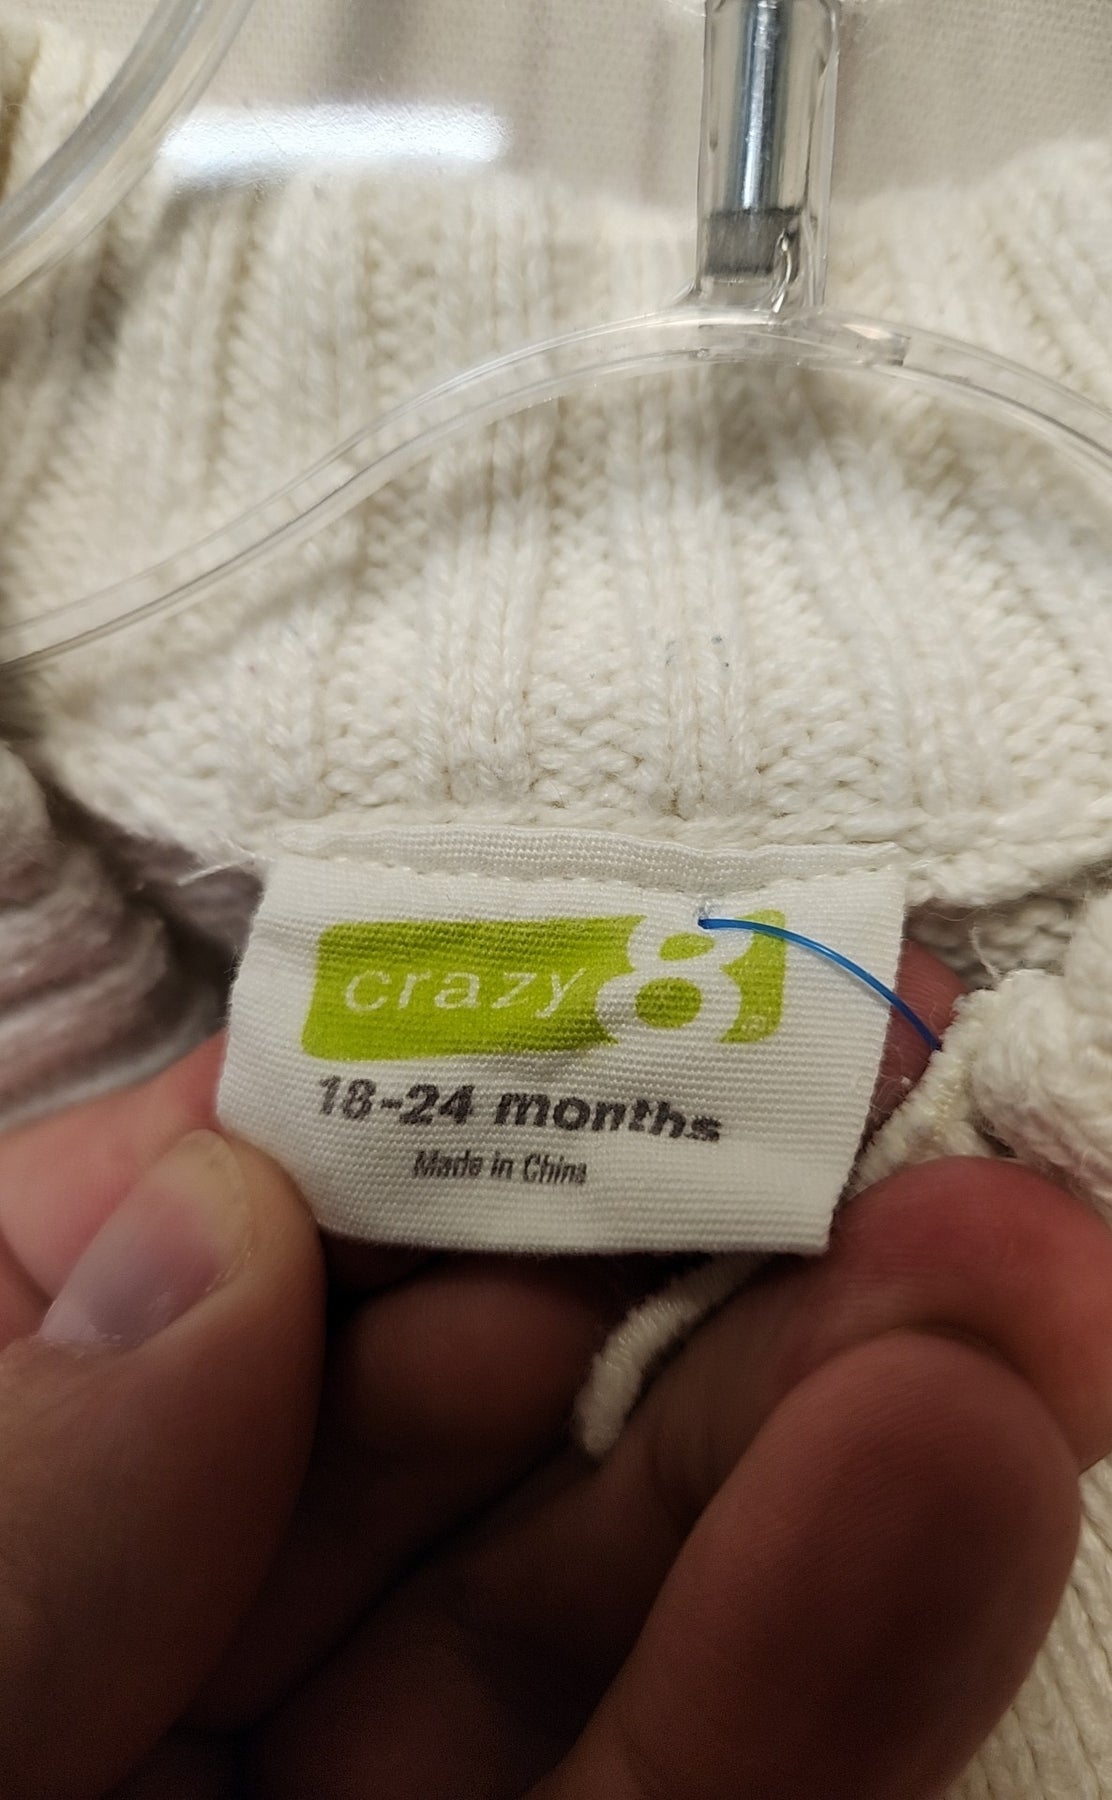 crazy 8 ®
18-24 months
Made in China